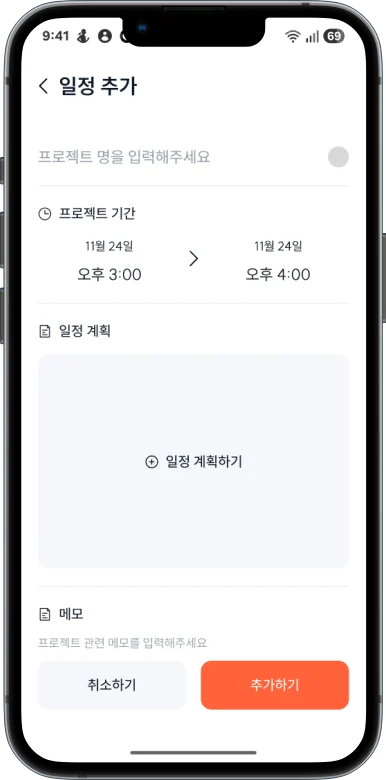 9:41
69
일정 추가
프로젝트 명을 입력해주세요
프로젝트 기간
11월 24일
11월 24일
오후 3:00
오후 4:00
일정 계획
일정 계획하기
메모
프로젝트 관련 메모를 입력해주세요
취소하기
추가하기